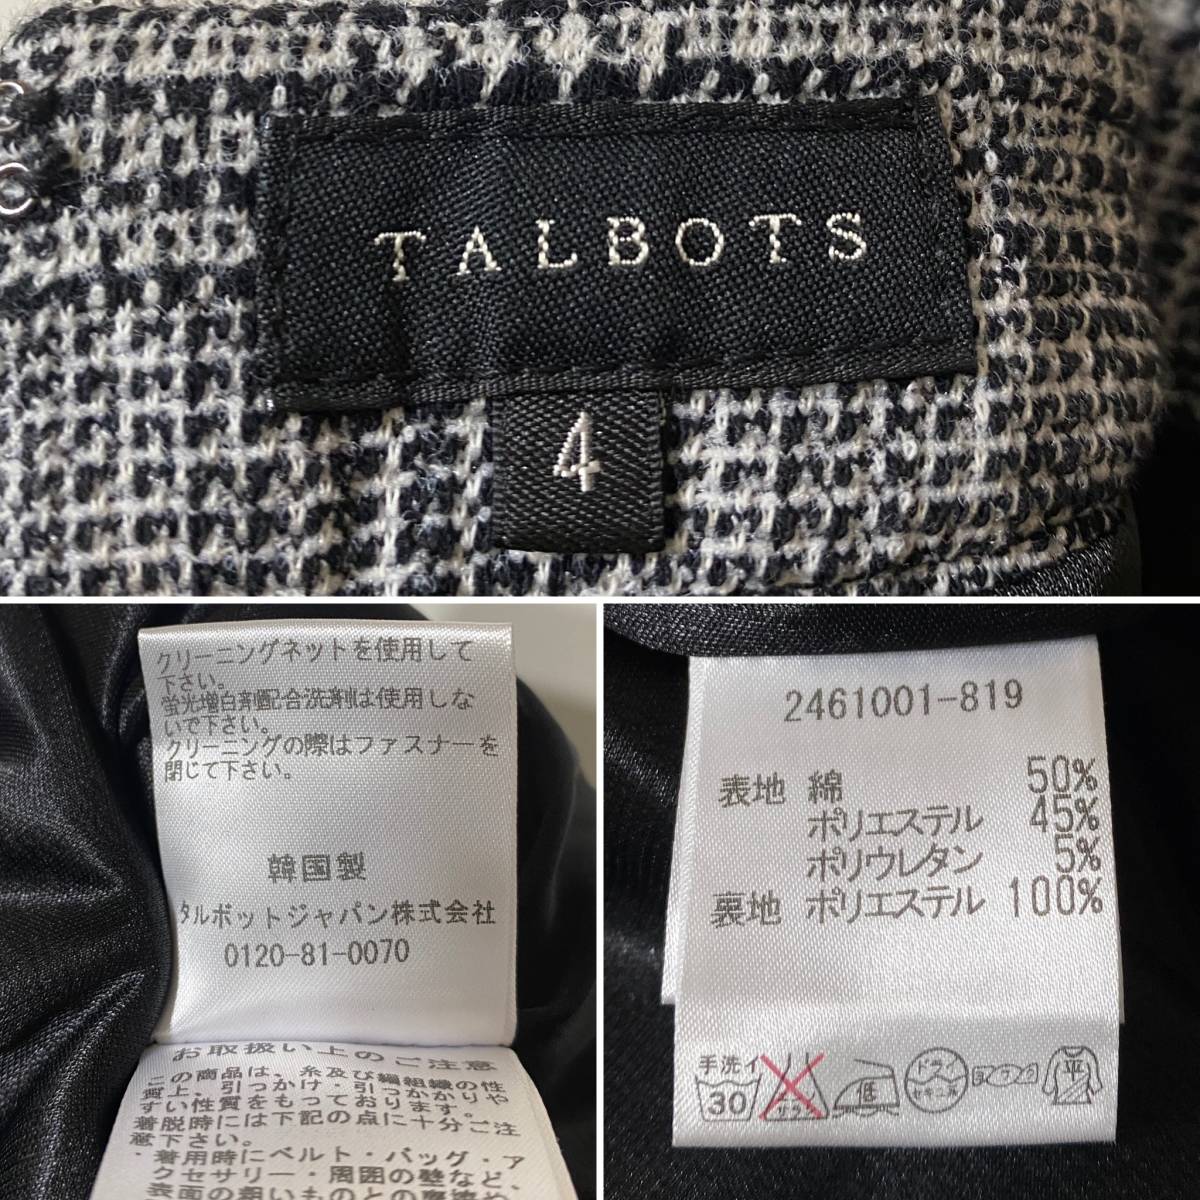 TALBOTS
4
クリーニングネットを使用して
下さい。
蛍光増白剤配合洗剤は使用しな
いで下さい。
クリーニングの際はファスナーを
閉じて下さい。
韓国製
タルボットジャパン株式会社
0120-81-0070
お取扱い上のご注意
この商品は、糸及び編組織の性
質上、引っかけ・引っかかりや
すい性質をもっております。
着脱時には下記の点に十分ご注
意下さい。
・着用時にベルト・バッグ・ア
クセサリー・周囲の壁など、
表面の粗いものとの摩擦や
2461001-819
表地 綿 50%
ポリエステル 45%
ポリウレタン 5%
裏地 ポリエステル 100%
手洗イ
30
低
ドライ
セキユ系
平